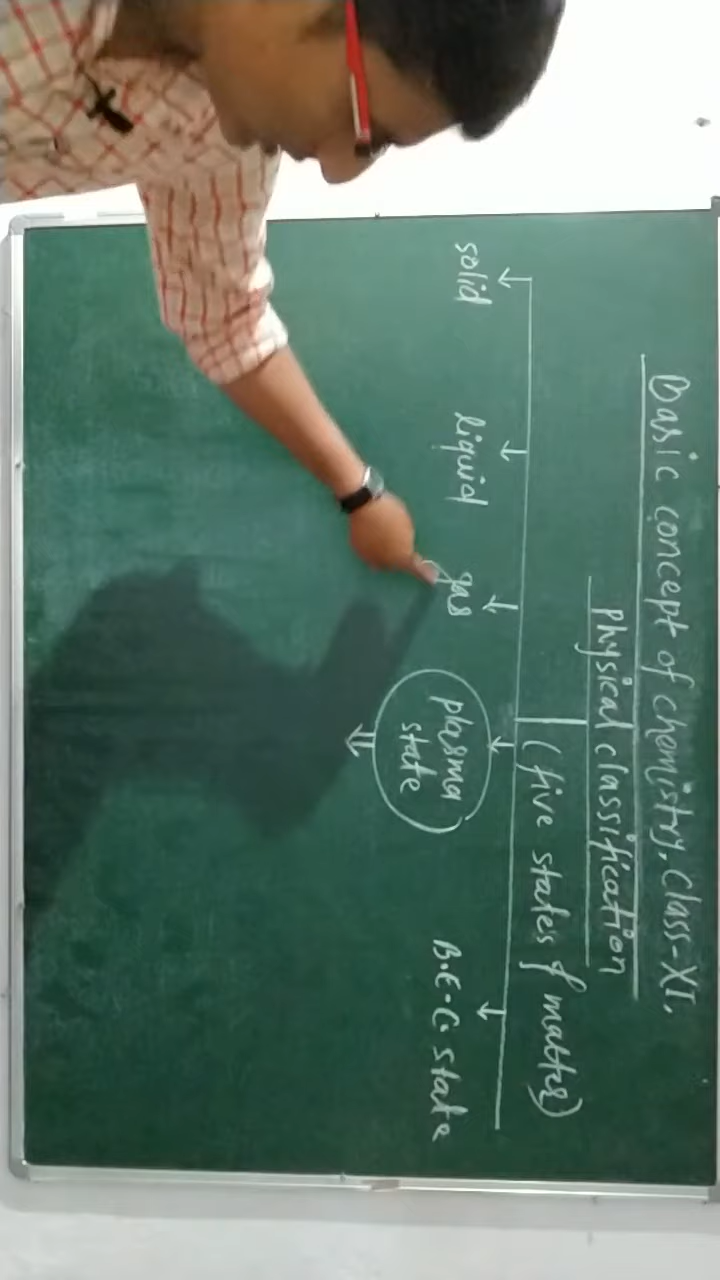 Basic concept of chemistry, Class-XI.
Physical classification
(five states of matter)
solid liquid gas plasma state B.E.C. state